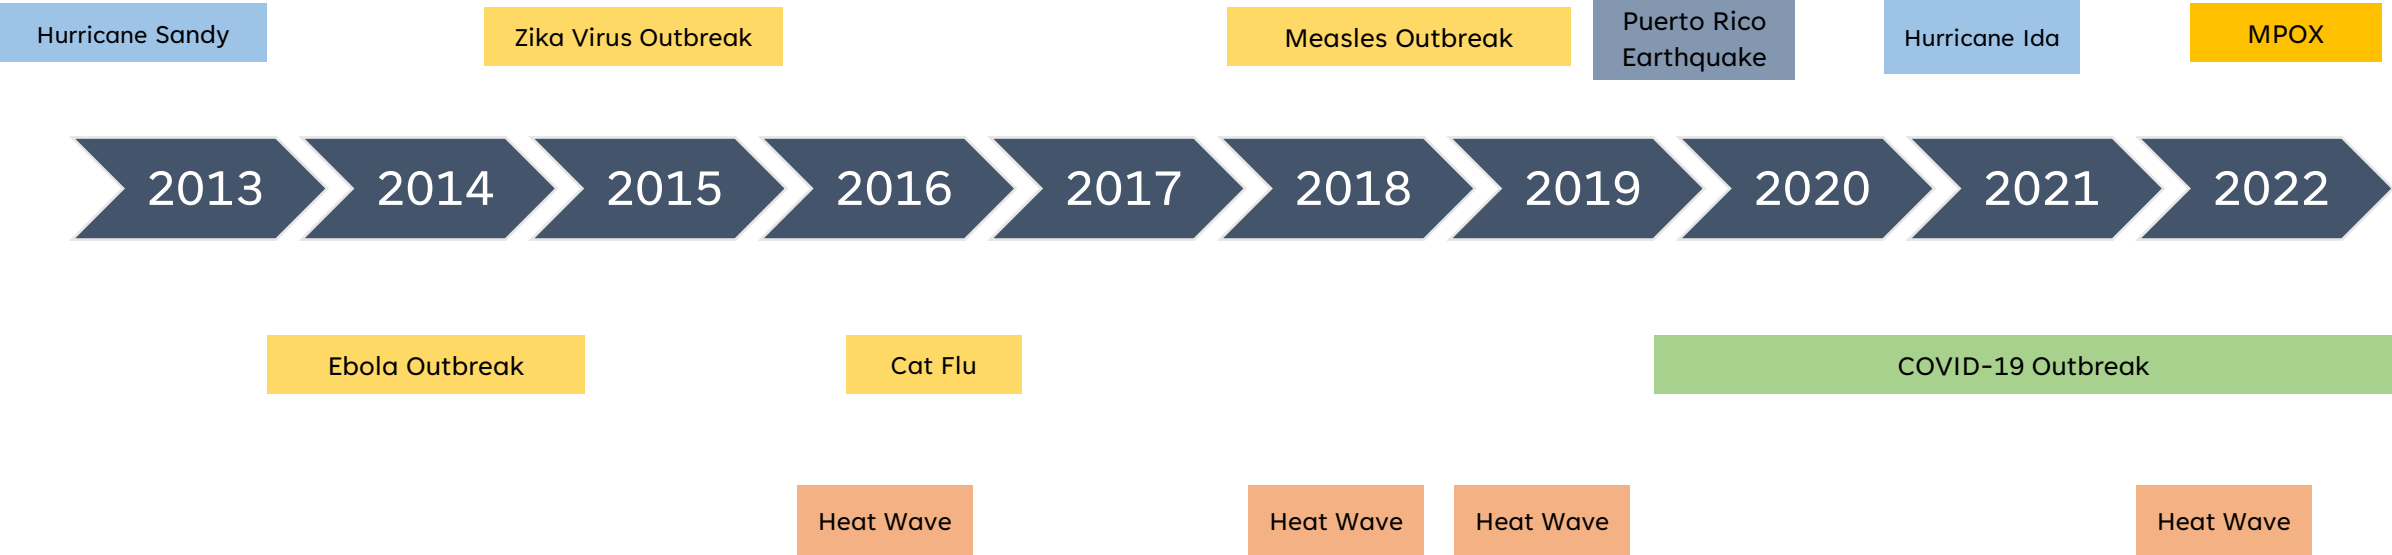 Hurricane Sandy
Zika Virus Outbreak
Measles Outbreak
Puerto Rico
Earthquake
Hurricane Ida
MPOX
2013
2014
2015
2016
2017
2018
2019
2020
2021
2022
Ebola Outbreak
Cat Flu
COVID-19 Outbreak
Heat Wave
Heat Wave
Heat Wave
Heat Wave